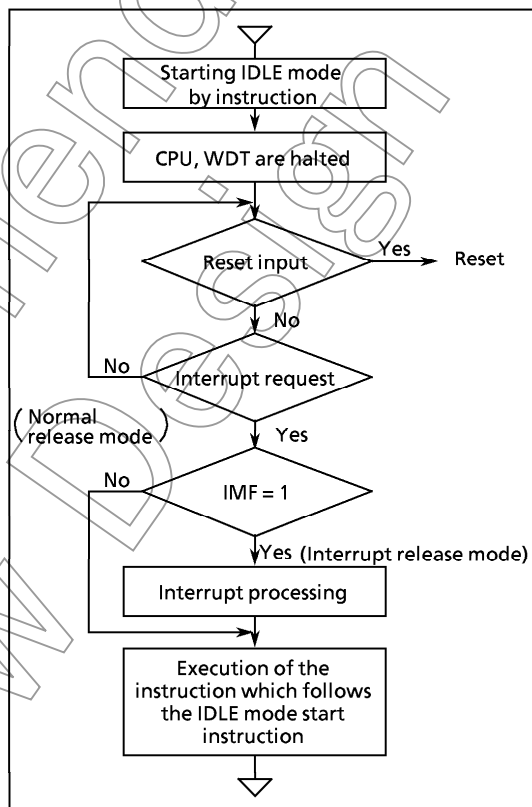 Starting IDLE mode
by instruction
CPU, WDT are halted
Reset input
Yes
Reset
No
Interrupt request
No
Yes
(Normal
release mode)
IMF = 1
No
Yes (Interrupt release mode)
Interrupt processing
Execution of the
instruction which follows
the IDLE mode start
instruction